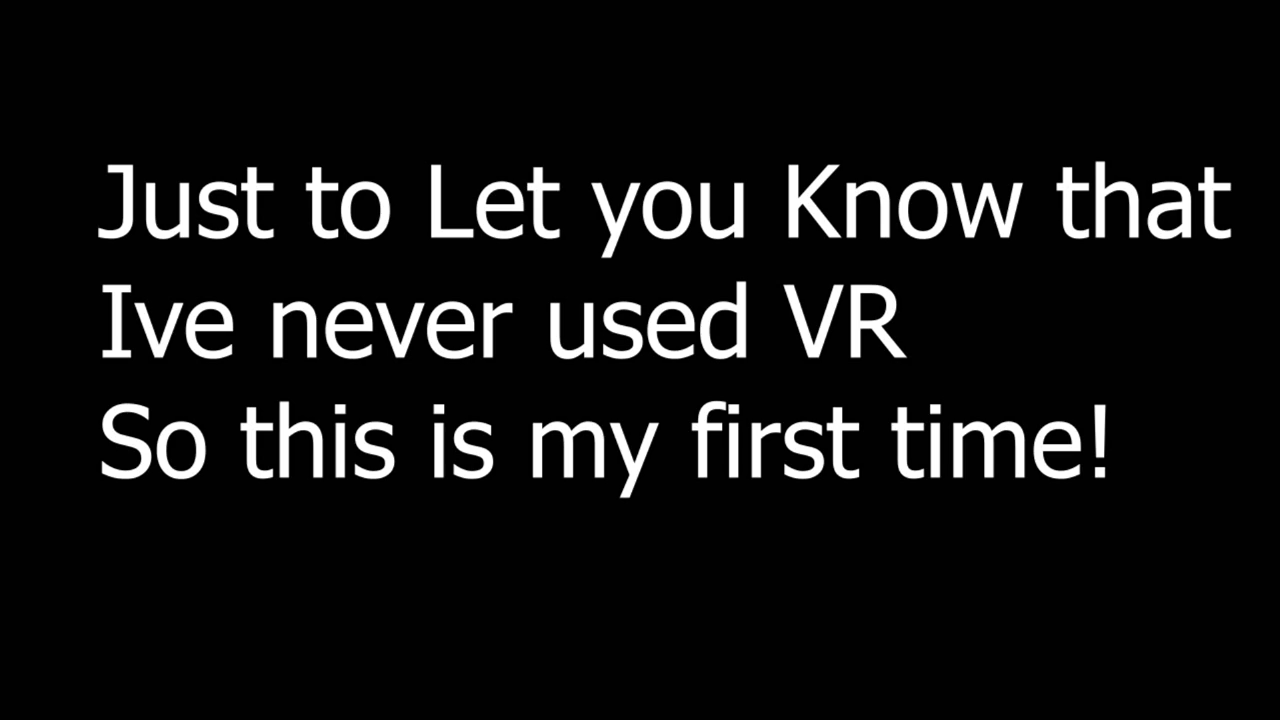 Just to Let you Know that
Ive never used VR
So this is my first time!